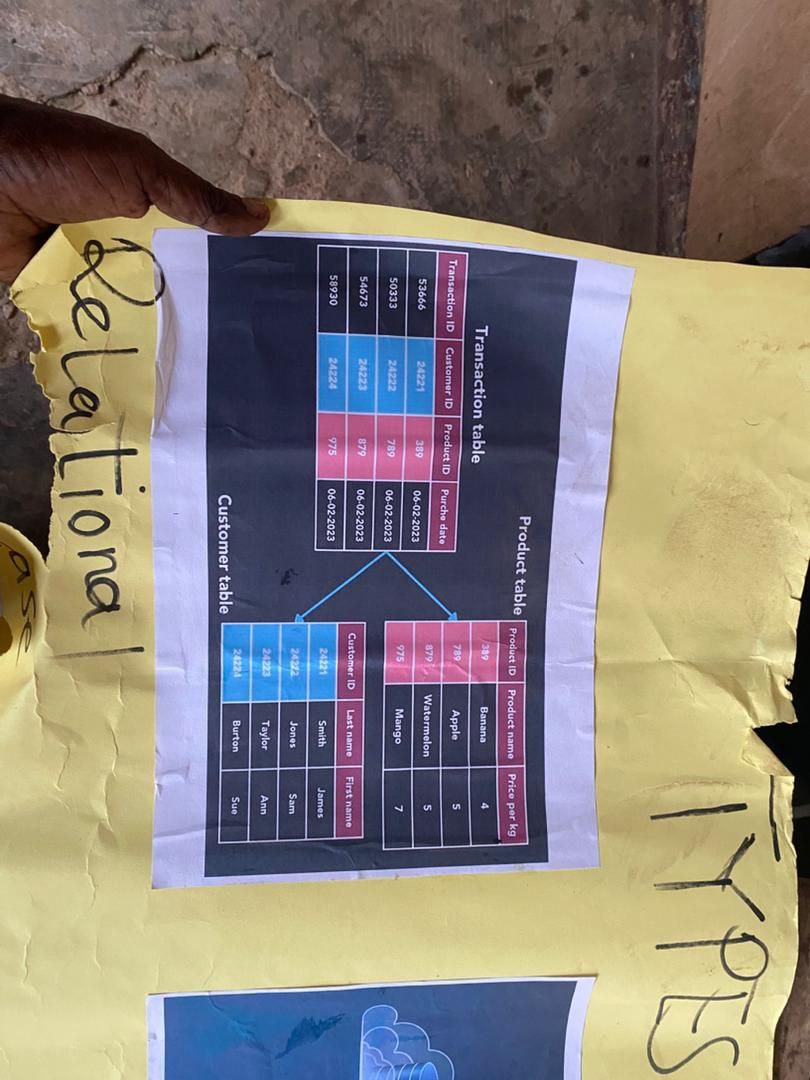 TYPES
Product table
Product ID Product name Price per kg
389 Banana 4
789 Apple 5
879 Watermelon 5
975 Mango 7
Transaction table
Transaction ID Customer ID Product ID Purche date
53666 24221 389 06-02-2023
50333 24222 789 06-02-2023
54673 24223 879 06-02-2023
58930 24224 975 06-02-2023
Customer ID Last name First name
24221 Smith James
24222 Jones Sam
24223 Taylor Ann
24224 Burton Sue
Customer table
Relational
ase